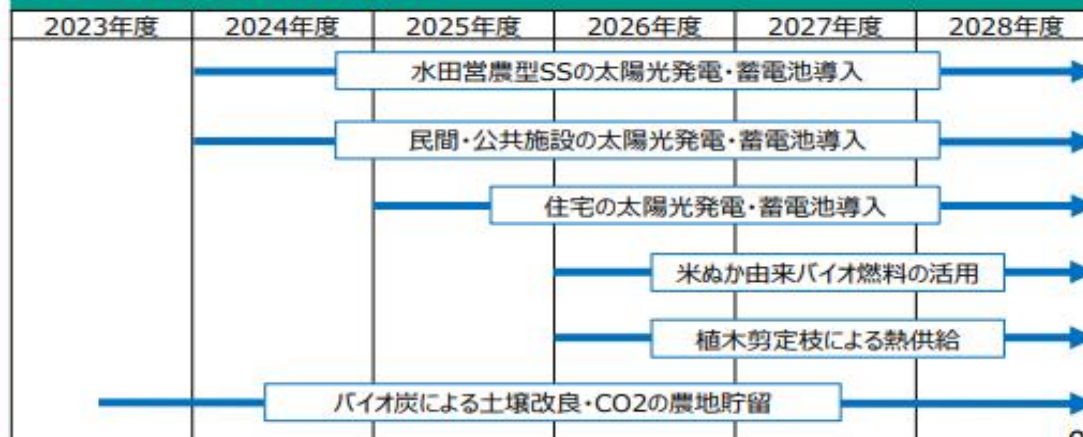 2023年度 2024年度 2025年度 2026年度 2027年度 2028年度
水田営農型SSの太陽光発電・蓄電池導入
民間・公共施設の太陽光発電・蓄電池導入
住宅の太陽光発電・蓄電池導入
米ぬか由来バイオ燃料の活用
植木剪定枝による熱供給
バイオ炭による土壌改良・CO2の農地貯留